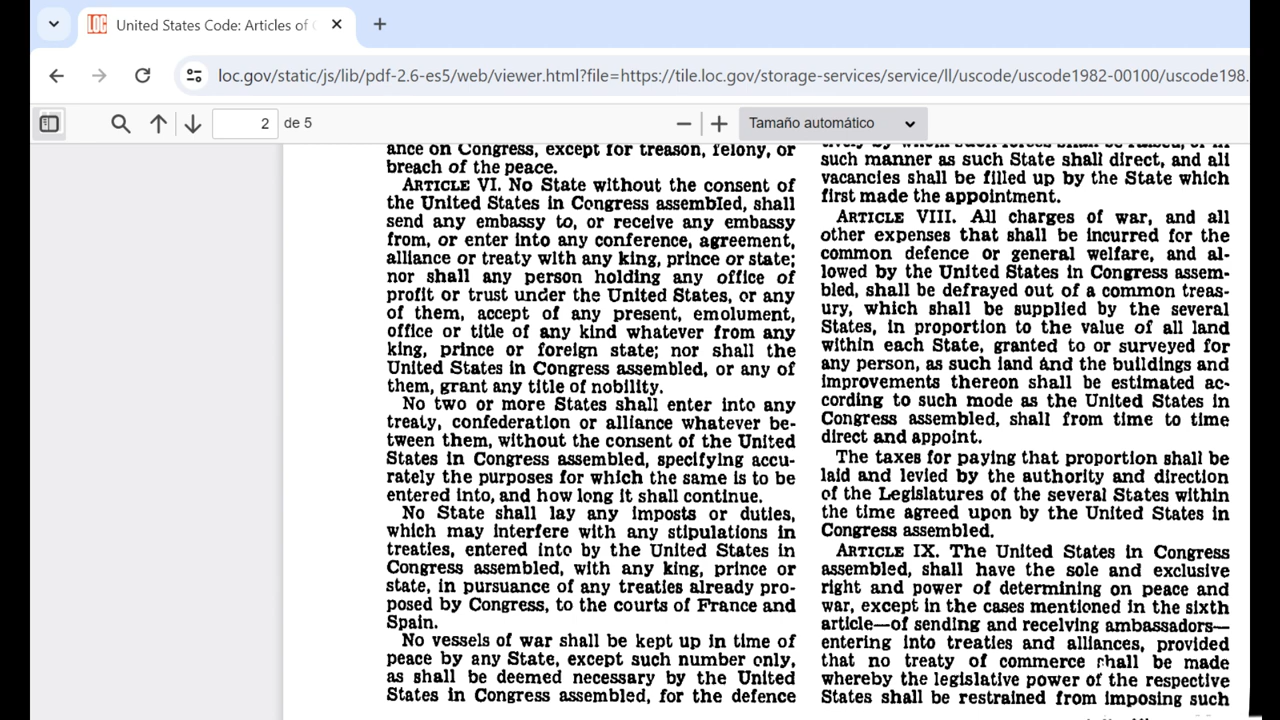 United States Code: Articles of
loc.gov/static/js/lib/pdf-2.6-es5/web/viewer.html?file=https://tile.loc.gov/storage-services/service/ll/uscode/uscode1982-00100/uscode198.
2 de 5
Tamaño automático
ance on Congress, except for treason, felony, or
breach of the peace.
ARTICLE VI. No State without the consent of
the United States in Congress assembled, shall
send any embassy to, or receive any embassy
from, or enter into any conference, agreement,
alliance or treaty with any king, prince or state;
nor shall any person holding any office of
profit or trust under the United States, or any
of them, accept of any present, emolument,
office or title of any kind whatever from any
king, prince or foreign state; nor shall the
United States in Congress assembled, or any of
them, grant any title of nobility.
No two or more States shall enter into any
treaty, confederation or alliance whatever be-
tween them, without the consent of the United
States in Congress assembled, specifying accu-
rately the purposes for which the same is to be
entered into, and how long it shall continue.
No State shall lay any imposts or duties,
which may interfere with any stipulations in
treaties, entered into by the United States in
Congress assembled, with any king, prince or
state, in pursuance of any treaties already pro-
posed by Congress, to the courts of France and
Spain.
No vessels of war shall be kept up in time of
peace by any State, except such number only,
as shall be deemed necessary by the United
States in Congress assembled, for the defence
tively by whom such forces shall be raised, or in
such manner as such State shall direct, and all
vacancies shall be filled up by the State which
first made the appointment.
ARTICLE VIII. All charges of war, and all
other expenses that shall be incurred for the
common defence or general welfare, and al-
lowed by the United States in Congress assem-
bled, shall be defrayed out of a common treas-
ury, which shall be supplied by the several
States, in proportion to the value of all land
within each State, granted to or surveyed for
any person, as such land and the buildings and
improvements thereon shall be estimated ac-
cording to such mode as the United States in
Congress assembled, shall from time to time
direct and appoint.
The taxes for paying that proportion shall be
laid and levied by the authority and direction
of the Legislatures of the several States within
the time agreed upon by the United States in
Congress assembled.
ARTICLE IX. The United States in Congress
assembled, shall have the sole and exclusive
right and power of determining on peace and
war, except in the cases mentioned in the sixth
article—of sending and receiving ambassadors—
entering into treaties and alliances, provided
that no treaty of commerce shall be made
whereby the legislative power of the respective
States shall be restrained from imposing such